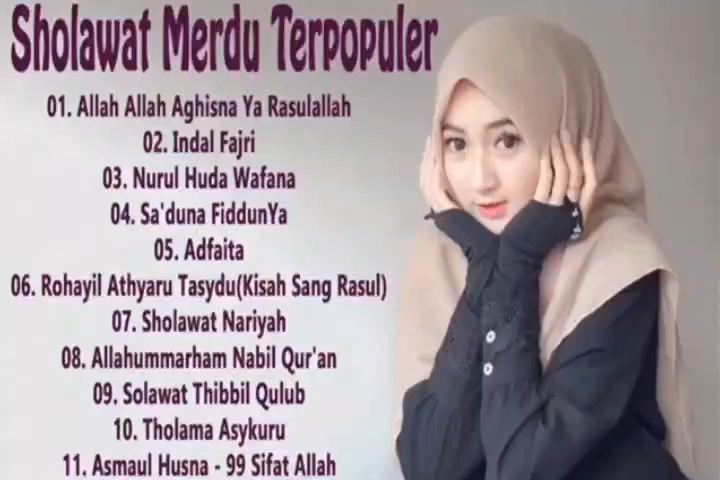 Sholawat Merdu Terpopuler
01. Allah Allah Aghisna Ya Rasulallah
02. Indal Fajri
03. Nurul Huda Wafana
04. Sa'duna FiddunYa
05. Adfaita
06. Rohayil Athyaru Tasydu(Kisah Sang Rasul)
07. Sholawat Nariyah
08. Allahummarham Nabil Qur'an
09. Solawat Thibbil Qulub
10. Tholama Asykuru
11. Asmaul Husna - 99 Sifat Allah